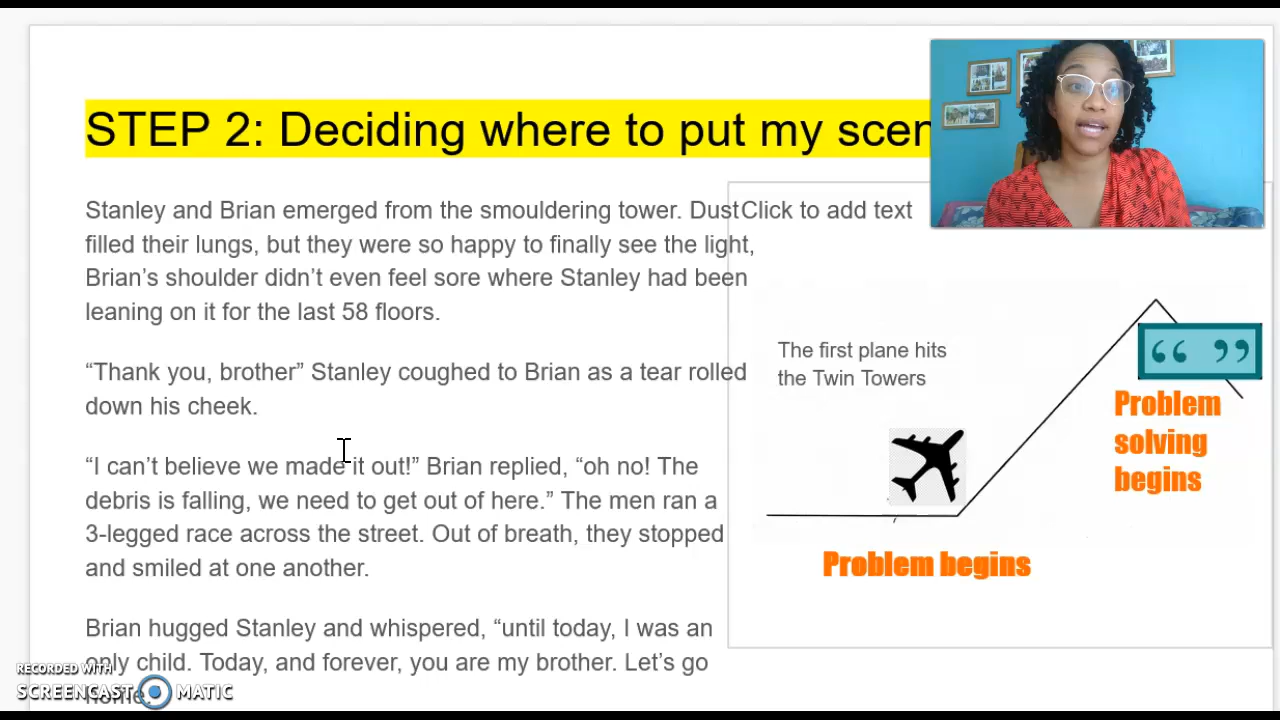 STEP 2: Deciding where to put my scen
Stanley and Brian emerged from the smouldering tower. Dust
filled their lungs, but they were so happy to finally see the light,
Brian’s shoulder didn’t even feel sore where Stanley had been
leaning on it for the last 58 floors.
“Thank you, brother” Stanley coughed to Brian as a tear rolled
down his cheek.
“I can’t believe we made it out!” Brian replied, “oh no! The
debris is falling, we need to get out of here.” The men ran a
3-legged race across the street. Out of breath, they stopped
and smiled at one another.
Brian hugged Stanley and whispered, “until today, I was an
only child. Today, and forever, you are my brother. Let’s go
home.
Click to add text
The first plane hits
the Twin Towers
“ ”
Problem
solving
begins
Problem begins
RECORDED WITH
SCREENCAST MATIC